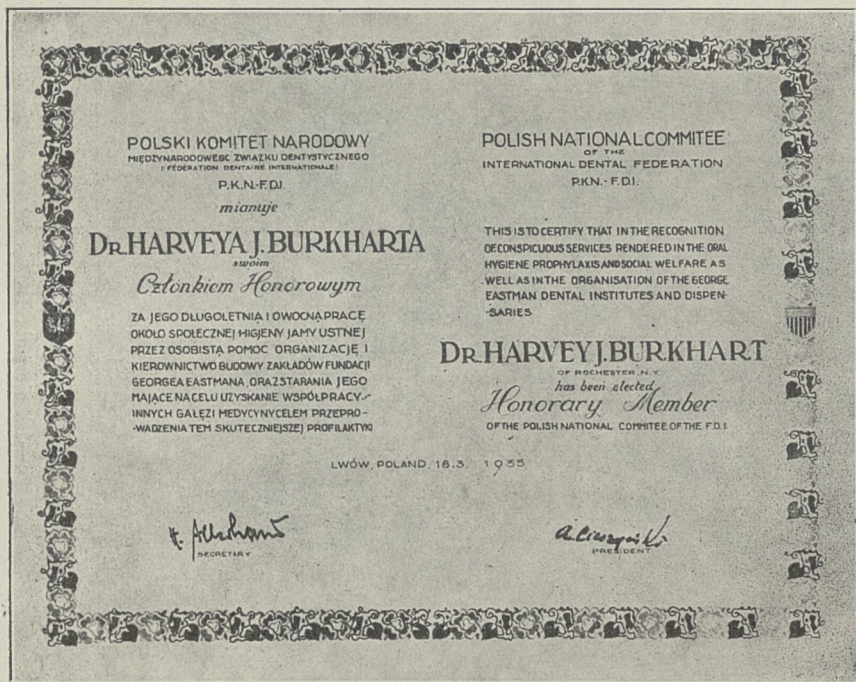 POLSKI KOMITET NARODOWY
MIĘDZYNARODOWEGO ZWIĄZKU DENTYSTYCZNEGO
(FÉDÉRATION DENTAIRE INTERNATIONALE)
P.K.N.-F.D.I.
mianuje
DR. HARVEYA J. BURKHARTA
swoim
Członkiem Honorowym
ZA JEGO DŁUGOLETNIĄ I OWOCNĄ PRACĘ
OKOŁO SPOŁECZNEJ HIGJENY JAMY USTNEJ
PRZEZ OSOBISTĄ POMOC ORGANIZACJĘ I
KIEROWNICTWO BUDOWY ZAKŁADÓW FUNDACJI
GEORGEA EASTMANA, ORAZ STARANIA JEGO
MAJĄCE NA CELU UZYSKANIE WSPÓŁPRACY
INNYCH GAŁĘZI MEDYCYNY CELEM PRZEPRO-
-WADZENIA TEM SKUTECZNIEJSZEJ PROFILAKTYKI
POLISH NATIONAL COMMITEE
OF THE
INTERNATIONAL DENTAL FEDERATION
P.K.N.- F.D.I.
THIS IS TO CERTIFY THAT IN THE RECOGNITION
OF CONSPICUOUS SERVICES RENDERED IN THE ORAL
HYGIENE PROPHYLAXIS AND SOCIAL WELFARE AS
WELL AS IN THE ORGANISATION OF THE GEORGE
EASTMAN DENTAL INSTITUTES AND DISPEN-
-SARIES
DR. HARVEY J. BURKHART
OF ROCHESTER, N.Y.
has been elected
Honorary Member
OF THE POLISH NATIONAL COMMITEE OF THE F.D.I.
LWÓW, POLAND, 18.3. 1935
SECRETARY
PRESIDENT